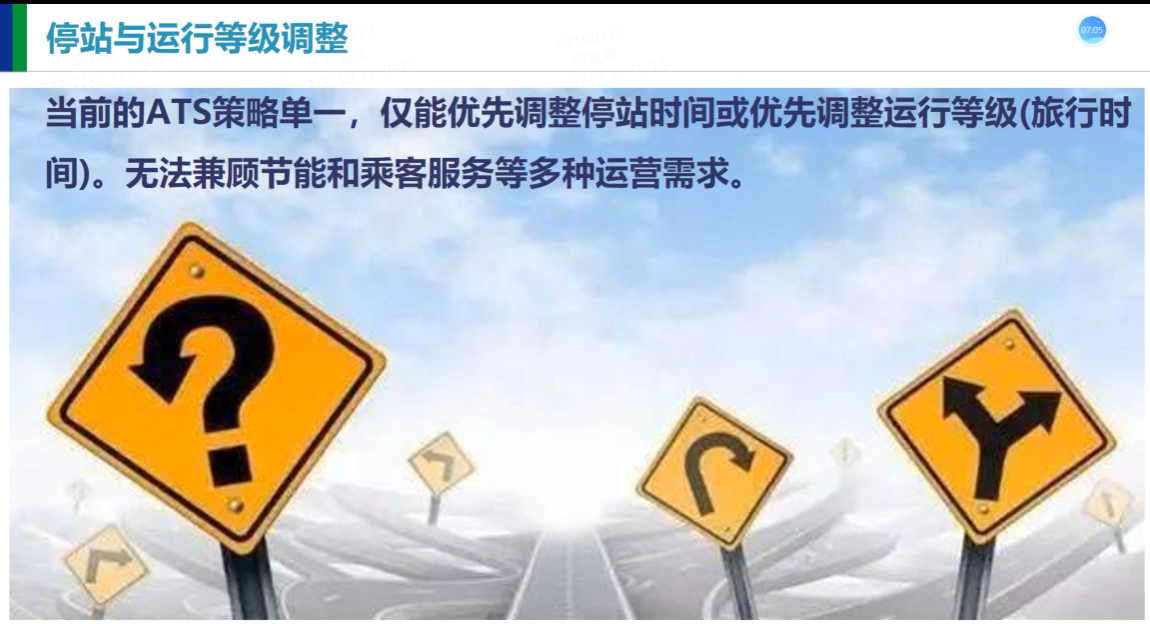 停站与运行等级调整
07:05
当前的ATS策略单一，仅能优先调整停站时间或优先调整运行等级(旅行时
间)。无法兼顾节能和乘客服务等多种运营需求。